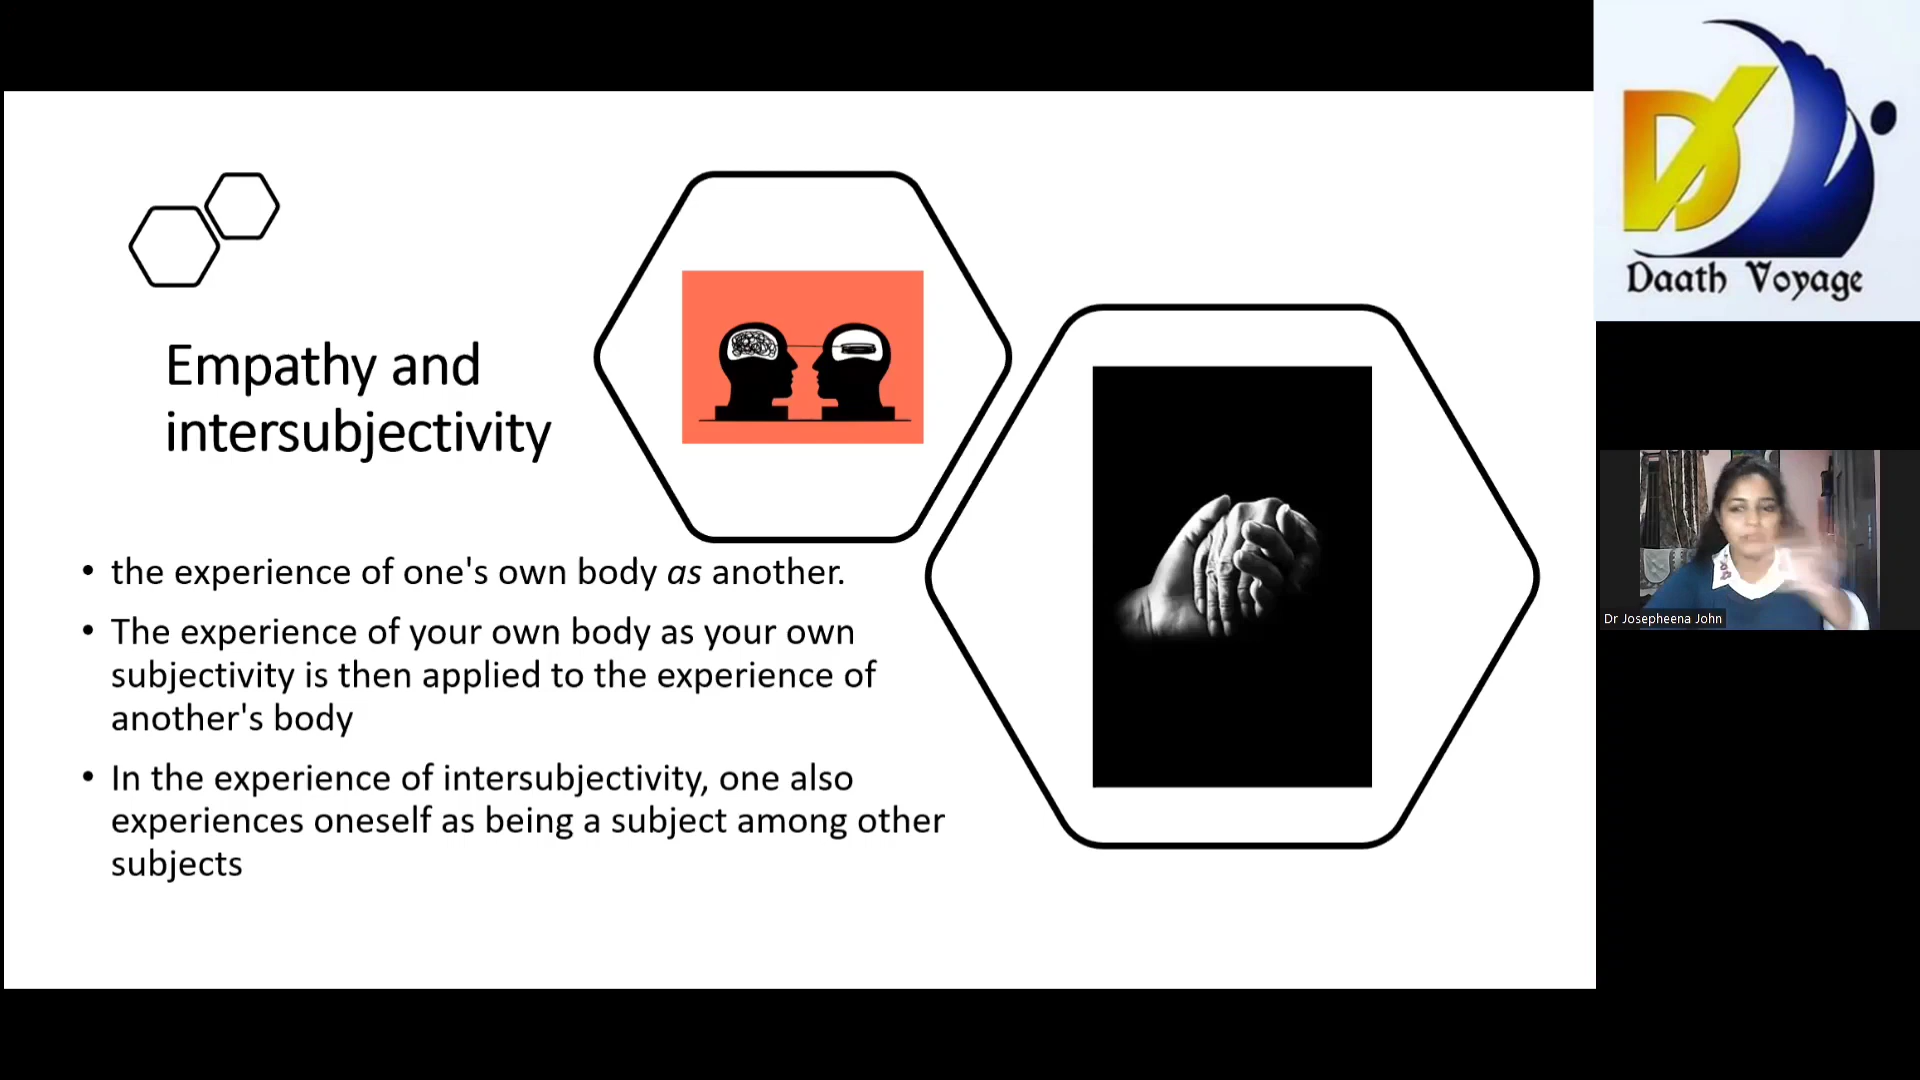 Empathy and
intersubjectivity
• the experience of one's own body as another.
• The experience of your own body as your own
subjectivity is then applied to the experience of
another's body
• In the experience of intersubjectivity, one also
experiences oneself as being a subject among other
subjects
DV
Daath Voyage
Dr Josepheena John